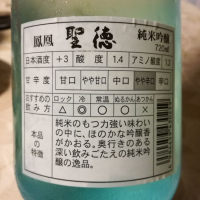 鳳凰 聖徳 純米吟醸
720ml
日本酒度 +3 酸度 1.4 アミノ酸度 1.2
甘辛度 甘口 やや甘口 中口 やや辛口 辛口
おすすめの飲み方 ロック 冷 常温 ぬるかん あつかん
△ ◎ ○ ○ △
本品の特徴
純米のもつ力強い味わい
の中に、ほのかな吟醸香
がかおる。奥行きのある
深い飲みごたえの純米吟
醸の逸品。